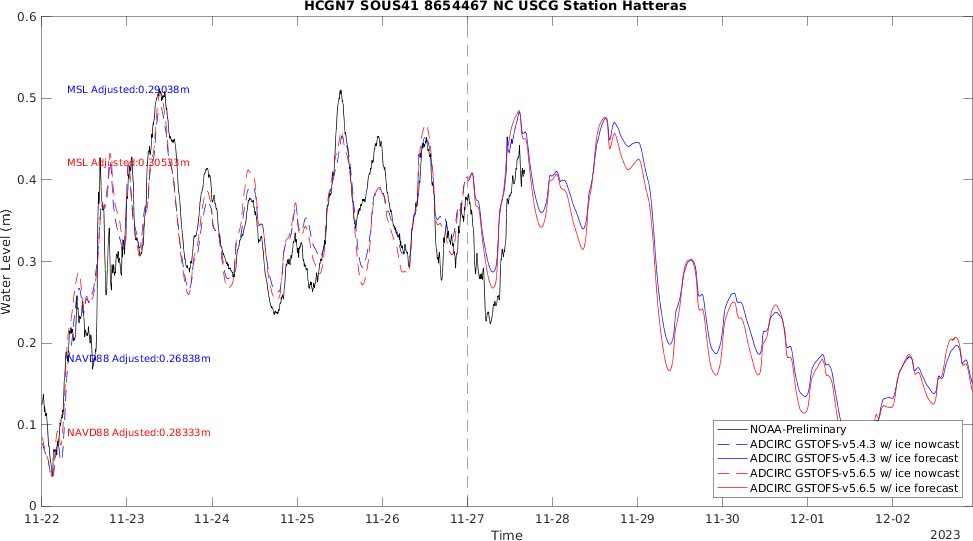 HCGN7 SOUS41 8654467 NC USCG Station Hatteras
0.6
0.5
0.4
0.3
0.2
0.1
0
Water Level (m)
MSL Adjusted:0.29038m
MSL Adjusted:0.30533m
NAVD88 Adjusted:0.26838m
NAVD88 Adjusted:0.28333m
NOAA-Preliminary
ADCIRC GSTOFS-v5.4.3 w/ ice nowcast
ADCIRC GSTOFS-v5.4.3 w/ ice forecast
ADCIRC GSTOFS-v5.6.5 w/ ice nowcast
ADCIRC GSTOFS-v5.6.5 w/ ice forecast
11-22 11-23 11-24 11-25 11-26 11-27 11-28 11-29 11-30 12-01 12-02
Time
2023